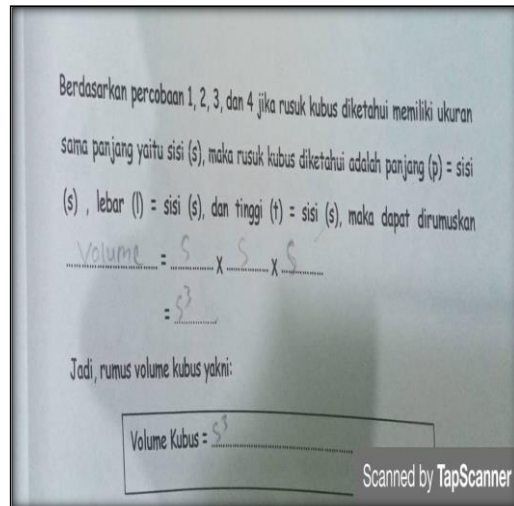 Berdasarkan percobaan 1, 2, 3, dan 4 jika rusuk kubus diketahui memiliki ukuran
sama panjang yaitu sisi (s), maka rusuk kubus diketahui adalah panjang (p) = sisi
(s) , lebar (l) = sisi (s), dan tinggi (t) = sisi (s), maka dapat dirumuskan
Volume = S X S X S
= S³
Jadi, rumus volume kubus yakni:
Volume Kubus = S³
Scanned by TapScanner